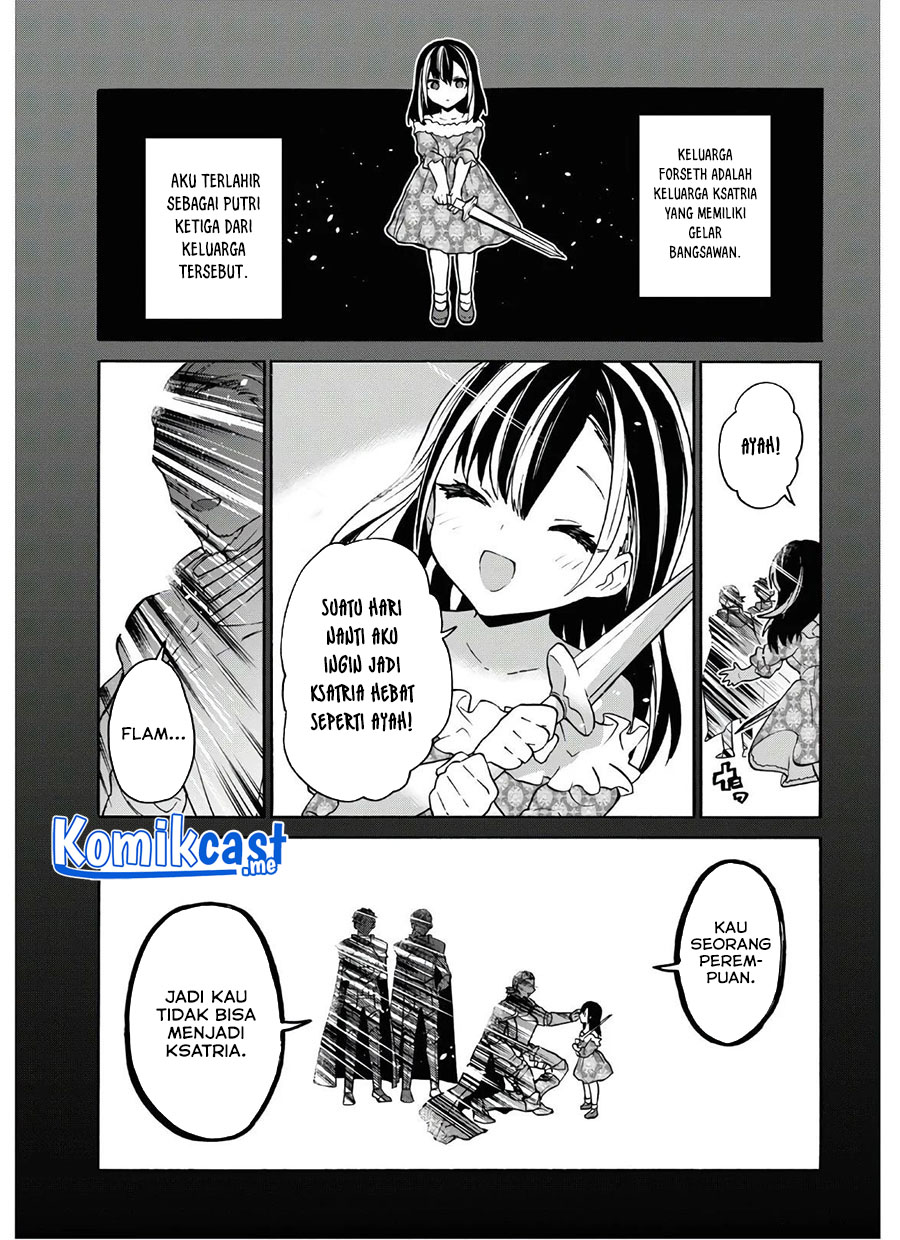 KELUARGA
FORSETH ADALAH
KELUARGA KSATRIA
YANG MEMILIKI
GELAR
BANGSAWAN.
AKU TERLAHIR
SEBAGAI PUTRI
KETIGA DARI
KELUARGA
TERSEBUT.
AYAH!
ョッ
SUATU HARI
NANTI AKU
INGIN JADI
KSATRIA HEBAT
SEPERTI AYAH!
FLAM...
Komikcast
.me
KAU
SEORANG
PEREM-
PUAN.
JADI KAU
TIDAK BISA
MENJADI
KSATRIA.